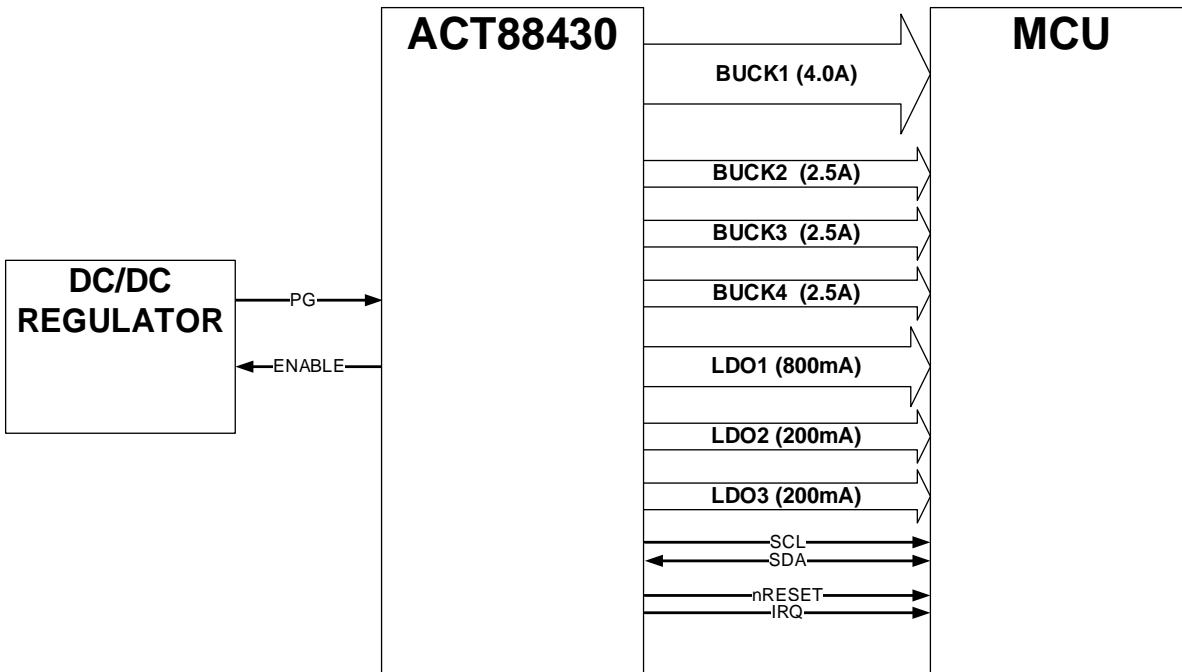 ACT88430
MCU
BUCK1 (4.0A)
BUCK2 (2.5A)
BUCK3 (2.5A)
DC/DC
REGULATOR
PG
BUCK4 (2.5A)
ENABLE
LDO1 (800mA)
LDO2 (200mA)
LDO3 (200mA)
SCL
SDA
nRESET
IRQ